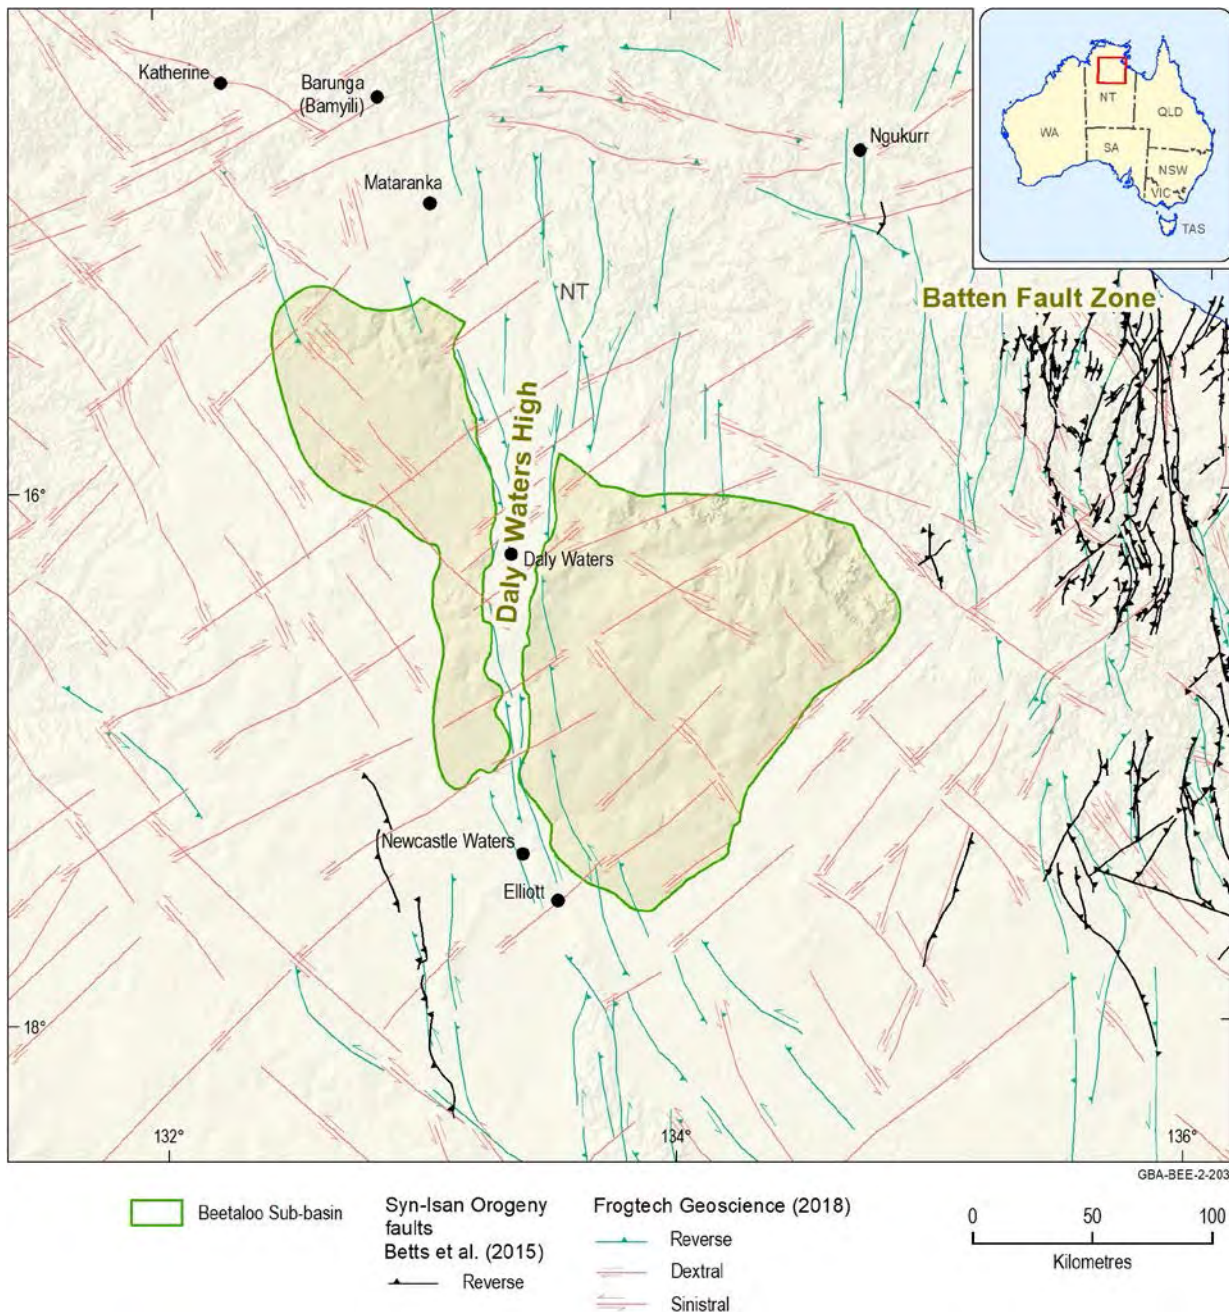 Katherine
Barunga
(Bamyili)
Mataranka
Ngukurr
NT
WA
NT
QLD
SA
NSW
VIC
TAS
Batten Fault Zone
Daly Waters High
16°
Daly Waters
Newcastle Waters
Elliott
18°
132°
134°
136°
GBA-BEE-2-203
Beetaloo Sub-basin
Syn-Isan Orogeny
faults
Betts et al. (2015)
Reverse
Frogtech Geoscience (2018)
Reverse
Dextral
Sinistral
0
50
100
Kilometres